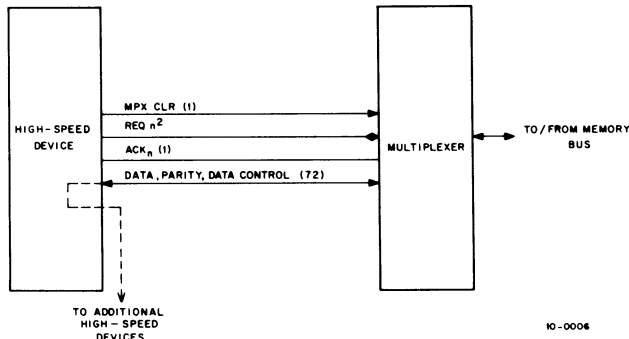 MPX CLR (1)
REQ n²
HIGH-SPEED
DEVICE
ACKn (1)
MULTIPLEXER
TO/FROM MEMORY
BUS
DATA, PARITY, DATA CONTROL (72)
TO ADDITIONAL
HIGH-SPEED
DEVICES
10-0006